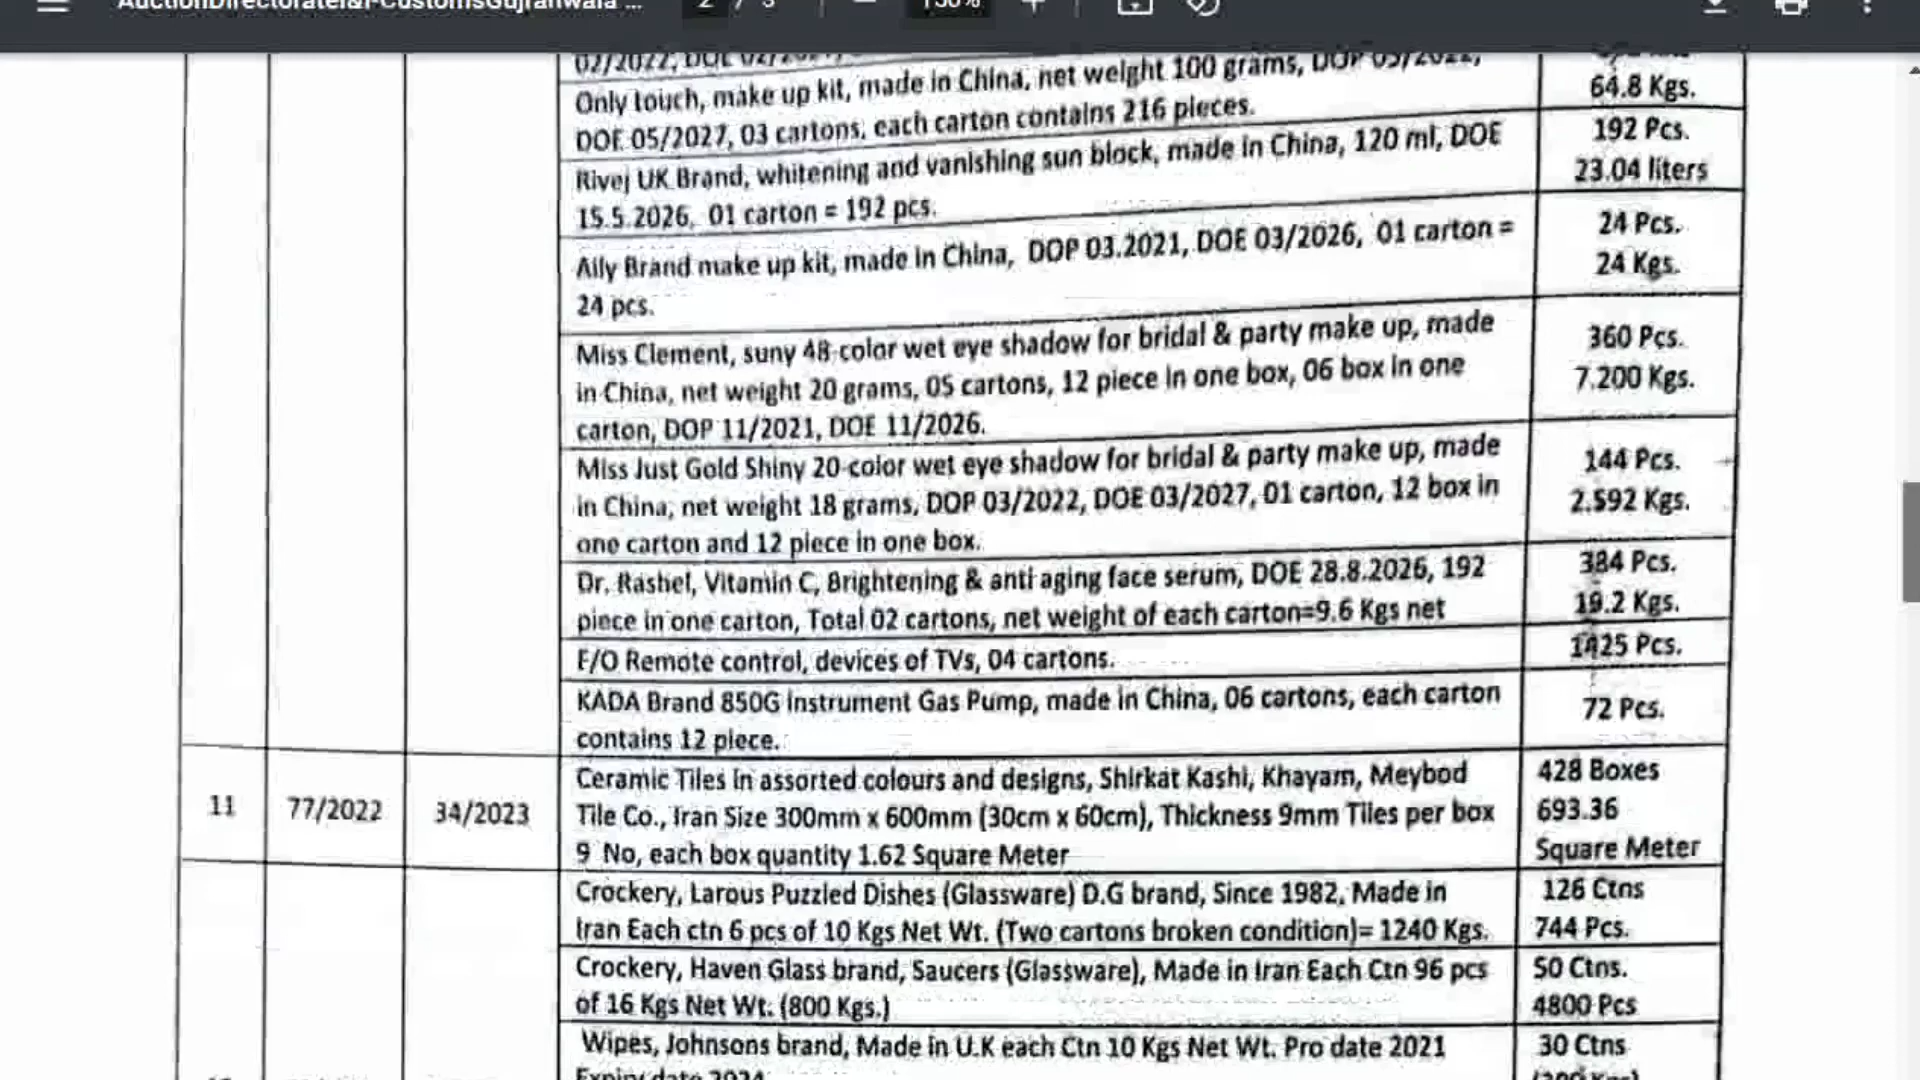 AuctionDirectorateI&I-CustomsGujranwala ...
2 / 3
150%
02/2022, DOE
Only touch, make up kit, made in China, net weight 100 grams, DOP 05/2022,
DOE 05/2027, 03 cartons, each carton contains 216 pieces.
64.8 Kgs.
Rivej UK Brand, whitening and vanishing sun block, made in China, 120 ml, DOE
15.5.2026, 01 carton = 192 pcs.
192 Pcs.
23.04 liters
Ally Brand make up kit, made in China, DOP 03.2021, DOE 03/2026, 01 carton =
24 pcs.
24 Pcs.
24 Kgs.
Miss Clement, suny 48 color wet eye shadow for bridal & party make up, made
in China, net weight 20 grams, 05 cartons, 12 piece in one box, 06 box in one
carton, DOP 11/2021, DOE 11/2026.
360 Pcs.
7.200 Kgs.
Miss Just Gold Shiny 20 color wet eye shadow for bridal & party make up, made
in China, net weight 18 grams, DOP 03/2022, DOE 03/2027, 01 carton, 12 box in
one carton and 12 piece in one box.
144 Pcs.
2.592 Kgs.
Dr. Rashel, Vitamin C, Brightening & anti aging face serum, DOE 28.8.2026, 192
piece in one carton, Total 02 cartons, net weight of each carton=9.6 Kgs net
384 Pcs.
19.2 Kgs.
F/O Remote control, devices of TVs, 04 cartons.
1425 Pcs.
KADA Brand 850G Instrument Gas Pump, made in China, 06 cartons, each carton
contains 12 piece.
72 Pcs.
11
77/2022
34/2023
Ceramic Tiles in assorted colours and designs, Shirkat Kashi, Khayam, Meybod
Tile Co., Iran Size 300mm x 600mm (30cm x 60cm), Thickness 9mm Tiles per box
9 No, each box quantity 1.62 Square Meter
428 Boxes
693.36
Square Meter
Crockery, Larous Puzzled Dishes (Glassware) D.G brand, Since 1982, Made in
Iran Each ctn 6 pcs of 10 Kgs Net Wt. (Two cartons broken condition)= 1240 Kgs.
126 Ctns
744 Pcs.
Crockery, Haven Glass brand, Saucers (Glassware), Made in Iran Each Ctn 96 pcs
of 16 Kgs Net Wt. (800 Kgs.)
50 Ctns.
4800 Pcs
Wipes, Johnsons brand, Made in U.K each Ctn 10 Kgs Net Wt. Pro date 2021
Expiry date 2024
30 Ctns